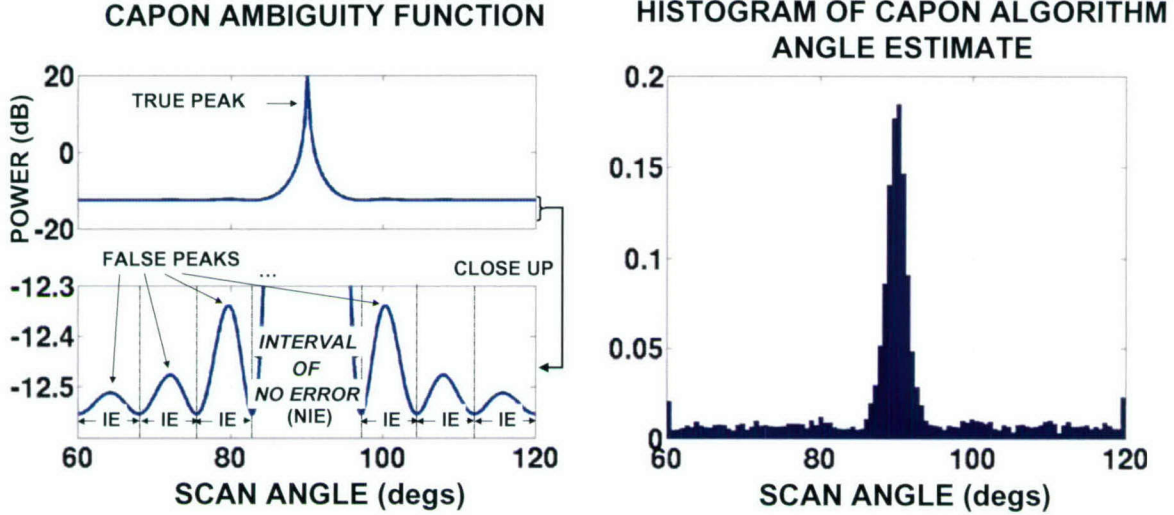 CAPON AMBIGUITY FUNCTION
20
0
-20
POWER (dB)
TRUE PEAK
FALSE PEAKS
...
CLOSE UP
-12.3
-12.4
-12.5
INTERVAL
OF
NO ERROR
(NIE)
IE IE IE IE IE IE
60 80 100 120
SCAN ANGLE (degs)
HISTOGRAM OF CAPON ALGORITHM
ANGLE ESTIMATE
0.2
0.15
0.1
0.05
0
60 80 100 120
SCAN ANGLE (degs)